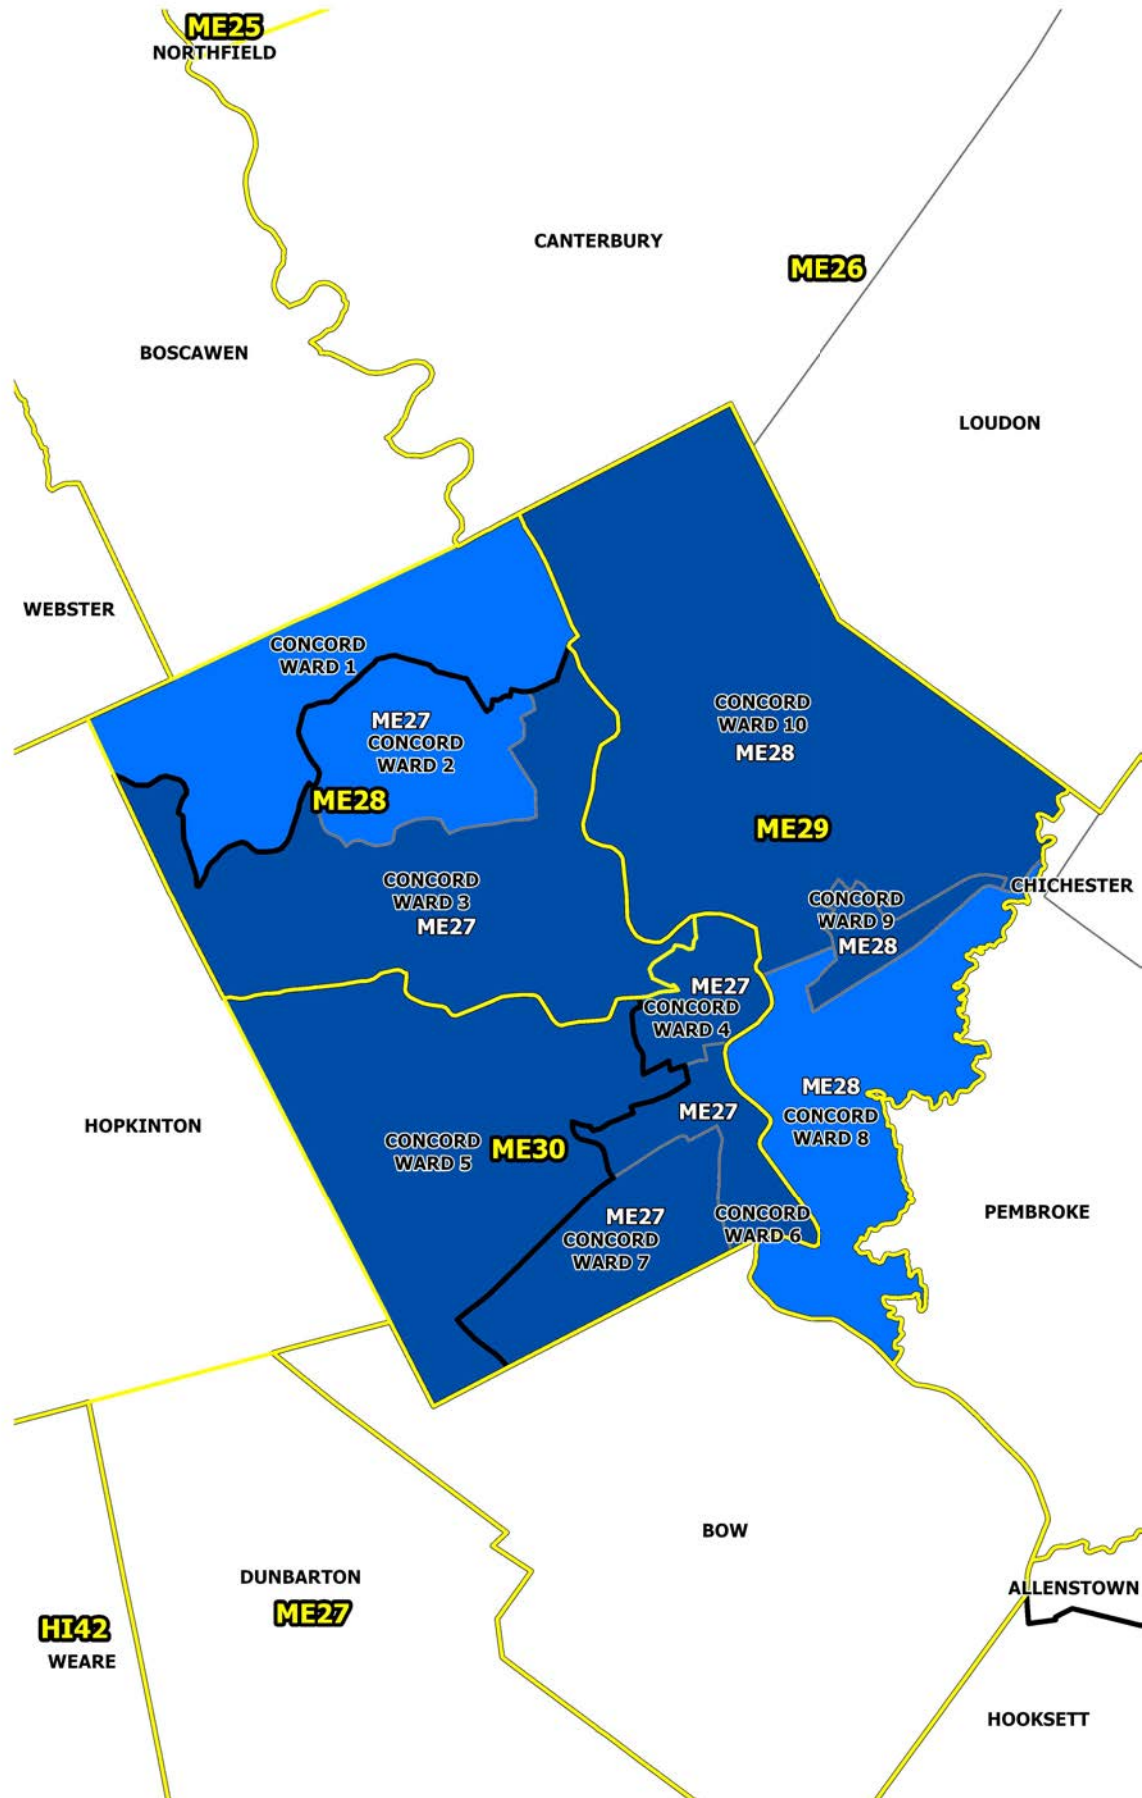 ME25
NORTHFIELD
CANTERBURY
ME26
BOSCAWEN
LOUDON
WEBSTER
CONCORD
WARD 1
CONCORD
WARD 10
ME28
ME27
CONCORD
WARD 2
ME28
ME29
CONCORD
WARD 3
ME27
CHICHESTER
CONCORD
WARD 9
ME28
ME27
CONCORD
WARD 4
ME28
CONCORD
WARD 8
ME27
HOPKINTON
CONCORD
WARD 5
ME30
PEMBROKE
ME27
CONCORD
WARD 7
CONCORD
WARD 6
BOW
DUNBARTON
ME27
ALLENSTOWN
HI42
WEARE
HOOKSETT